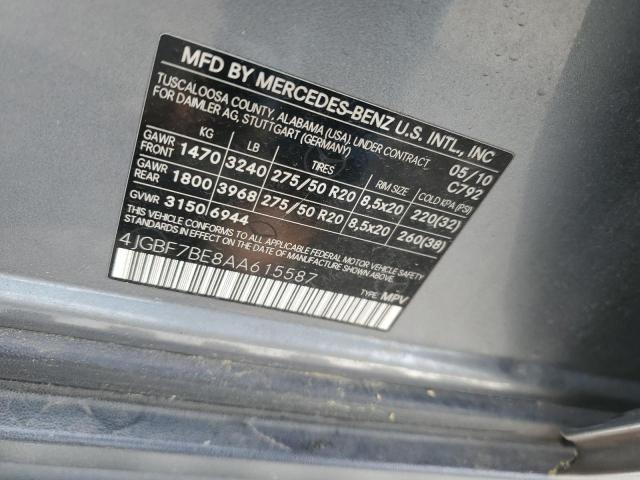 MFD BY MERCEDES-BENZ U.S. INTL., INC
TUSCALOOSA COUNTY, ALABAMA (USA), UNDER CONTRACT
FOR DAIMLER AG, STUTTGART (GERMANY) 05/10
KG LB TIRES RIM SIZE COLD KPA (PSI) C792
GAWR FRONT 1470 3240 275/50 R20 8,5x20 220(32)
GAWR REAR 1800 3968 275/50 R20 8,5x20 260(38)
GVWR 3150 6944
THIS VEHICLE CONFORMS TO ALL APPLICABLE FEDERAL MOTOR VEHICLE SAFETY
STANDARDS IN EFFECT ON THE DATE OF MANUFACTURE SHOWN ABOVE.
4JGBF7BE8AA615587
TYPE: MPV